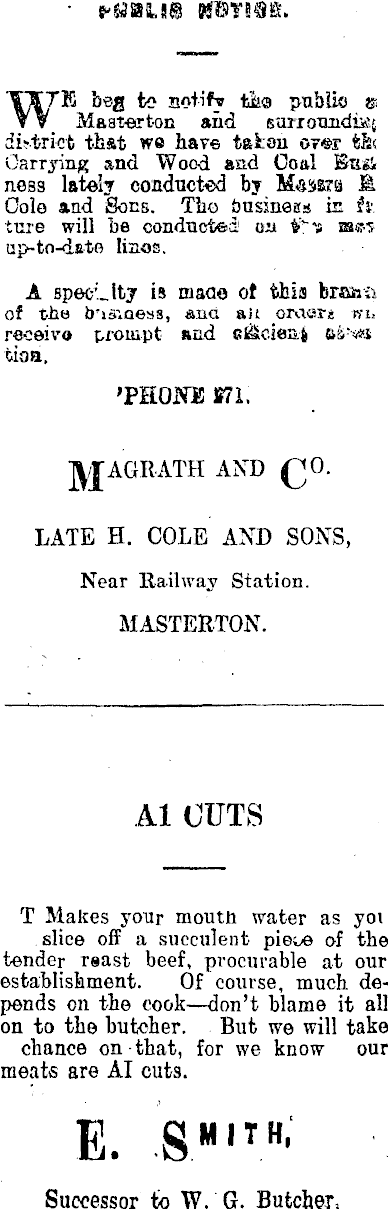 PUBLIC NOTICE.
WE beg to notify the public
Masterton and surrounding
district that we have taken over the
Carrying and Wood and Coal Busi
ness lately conducted by Messrs H.
Cole and Sons. The business in fu
ture will be conducted on the most
up-to-date lines.
A specialty is made of this branch
of the business, and all orders
receive prompt and efficient atten
tion.
'PHONE 271.
MAGRATH AND CO.
LATE H. COLE AND SONS,
Near Railway Station.
MASTERTON.
A1 CUTS
T Makes your mouth water as you
slice off a succulent piece of the
tender roast beef, procurable at our
establishment. Of course, much de-
pends on the cook—don't blame it all
on to the butcher. But we will take
chance on that, for we know our
meats are AI cuts.
E. SMITH,
Successor to W. G. Butcher,